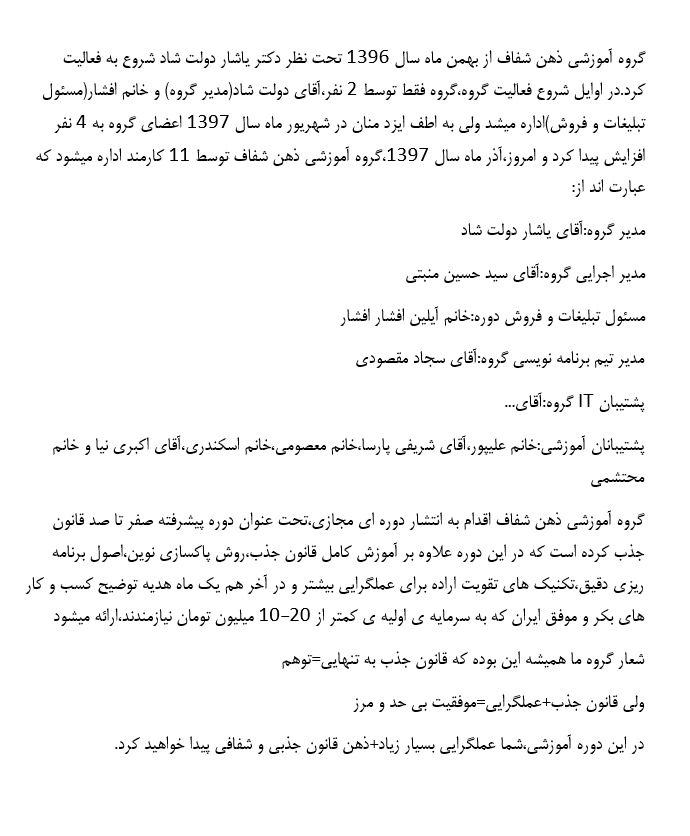 گروه آموزشی ذهن شفاف از بهمن ماه سال 1396 تحت نظر دکتر یاشار دولت شاد شروع به فعالیت
کرد.در اوایل شروع فعالیت گروه،گروه فقط توسط 2 نفر،آقای دولت شاد(مدیر گروه) و خانم افشار(مسئول
تبلیغات و فروش)اداره میشد ولی به اطف ایزد منان در شهریور ماه سال 1397 اعضای گروه به 4 نفر
افزایش پیدا کرد و امروز،آذر ماه سال 1397،گروه آموزشی ذهن شفاف توسط 11 کارمند اداره میشود که
عبارت اند از:
مدیر گروه:آقای یاشار دولت شاد
مدیر اجرایی گروه:آقای سید حسین منبتی
مسئول تبلیغات و فروش دوره:خانم آیلین افشار افشار
مدیر تیم برنامه نویسی گروه:آقای سجاد مقصودی
پشتیبان IT گروه:آقای...
پشتیبانان آموزشی:خانم علیپور،آقای شریفی پارسا،خانم معصومی،خانم اسکندری،آقای اکبری نیا و خانم
محتشمی
گروه آموزشی ذهن شفاف اقدام به انتشار دوره ای مجازی،تحت عنوان دوره پیشرفته صفر تا صد قانون
جذب کرده است که در این دوره علاوه بر آموزش کامل قانون جذب،روش پاکسازی نوین،اصول برنامه
ریزی دقیق،تکنیک های تقویت اراده برای عملگرایی بیشتر و در آخر هم یک ماه هدیه توضیح کسب و کار
های بکر و موفق ایران که به سرمایه ی اولیه ی کمتر از 20-10 میلیون تومان نیازمندند،ارائه میشود
شعار گروه ما همیشه این بوده که قانون جذب به تنهایی=توهم
ولی قانون جذب+عملگرایی=موفقیت بی حد و مرز
در این دوره آموزشی،شما عملگرایی بسیار زیاد+ذهن قانون جذبی و شفافی پیدا خواهید کرد.